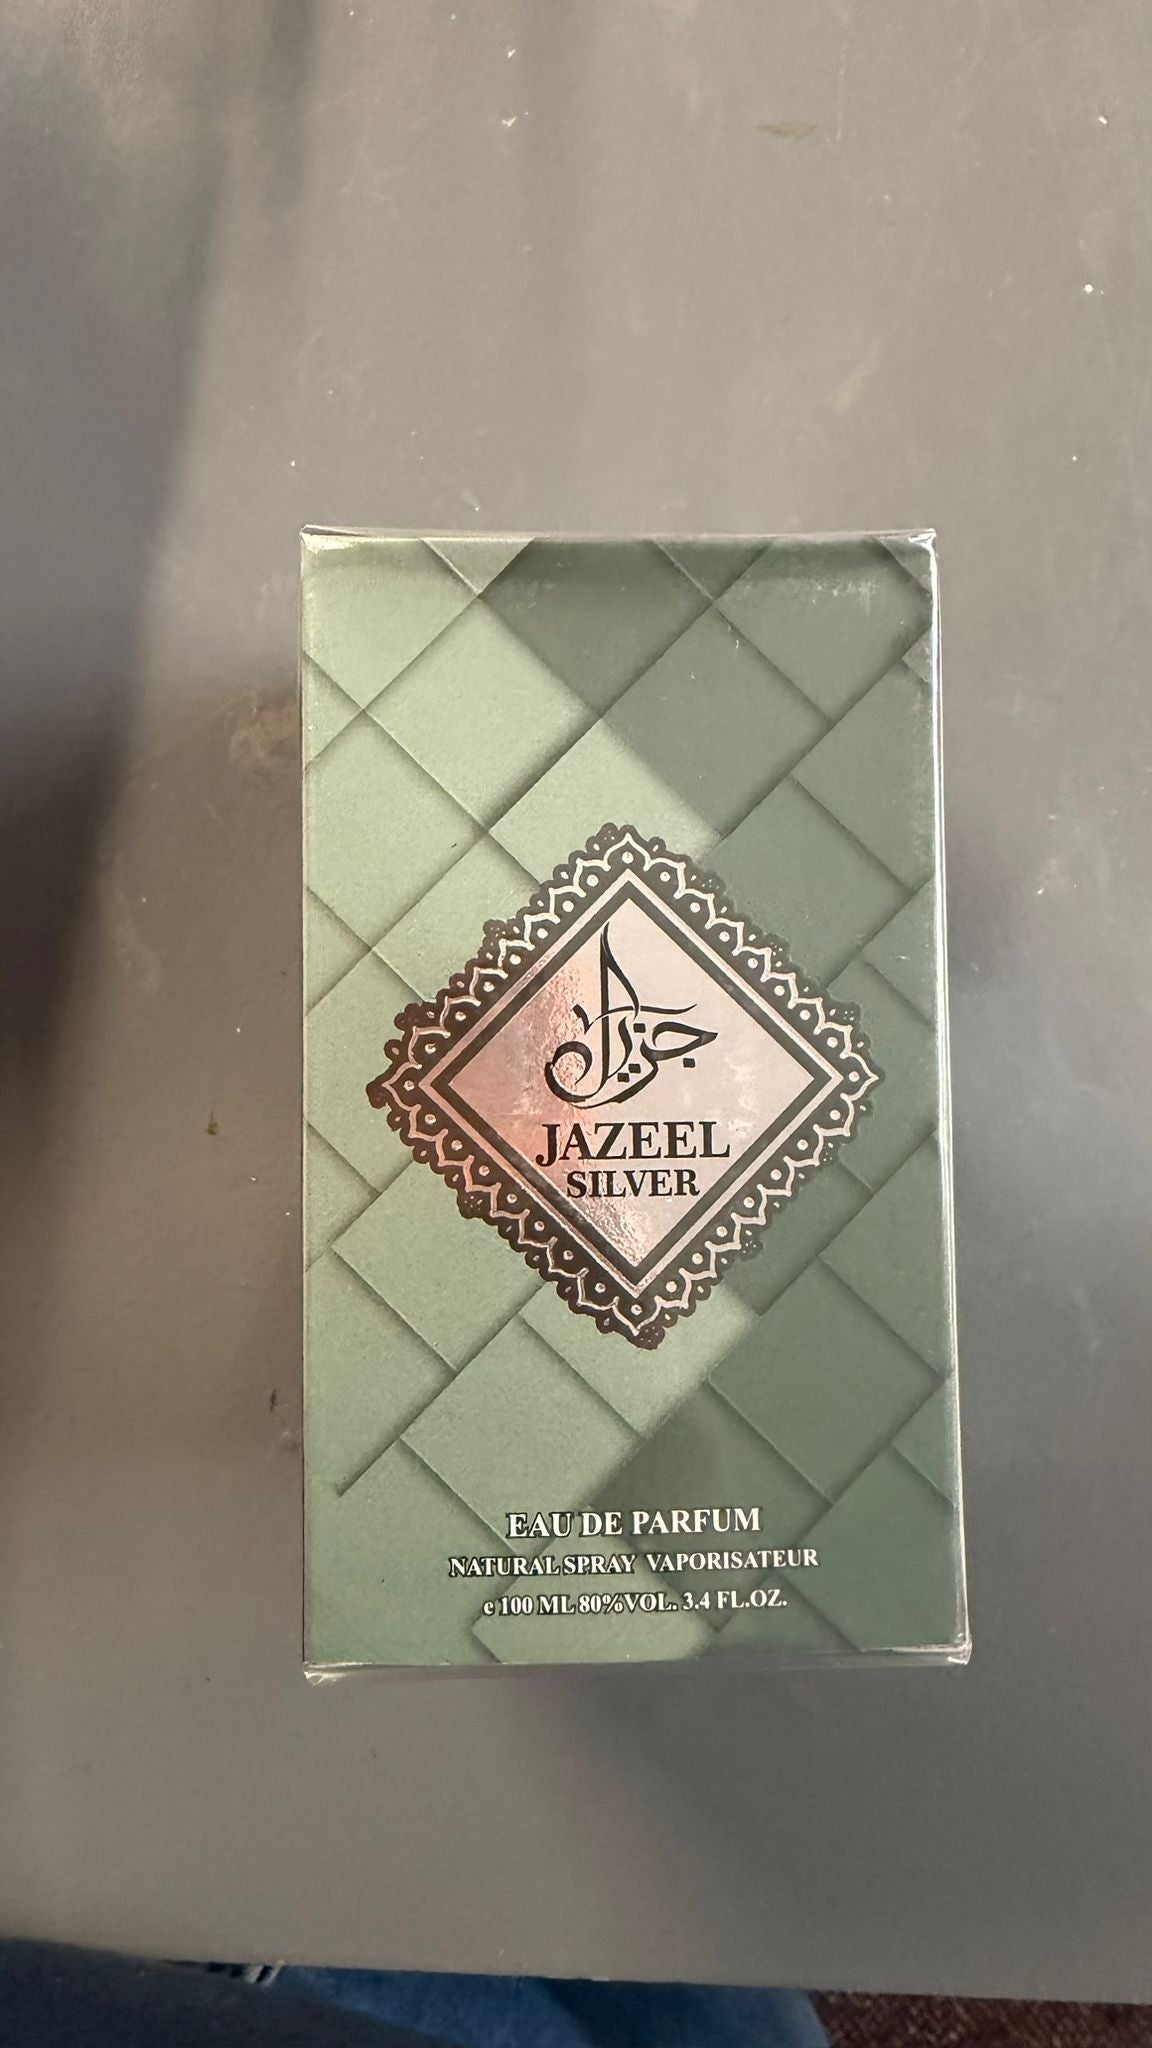 جزيل
JAZEEL
SILVER
EAU DE PARFUM
NATURAL SPRAY VAPORISATEUR
e 100 ML 80%VOL. 3.4 FL.OZ.